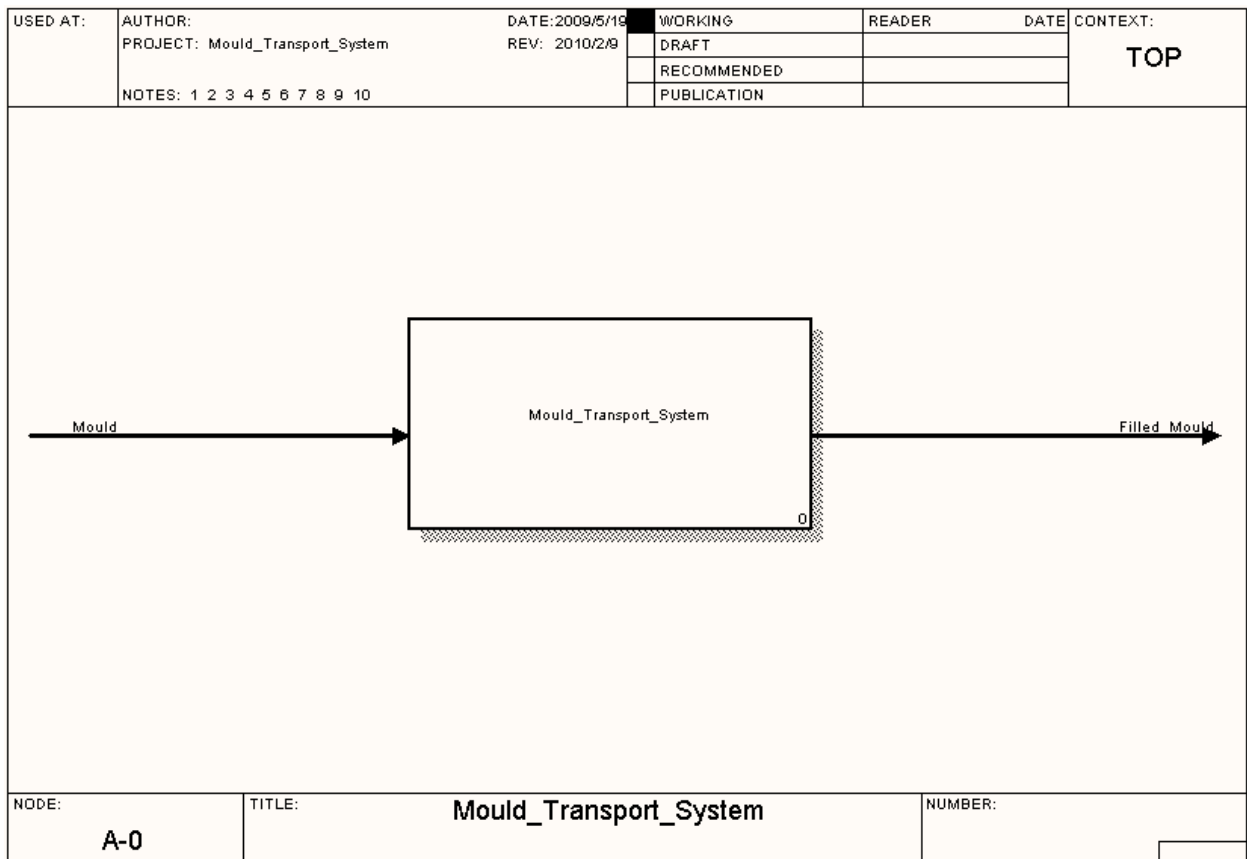 USED AT:
AUTHOR:
DATE:2009/5/19
WORKING
READER
DATE
CONTEXT:
PROJECT: Mould_Transport_System
REV: 2010/2/9
DRAFT
TOP
RECOMMENDED
NOTES: 1 2 3 4 5 6 7 8 9 10
PUBLICATION
Mould_Transport_System
Mould
Filled Mould
0
NODE:
TITLE:
Mould_Transport_System
NUMBER:
A-0